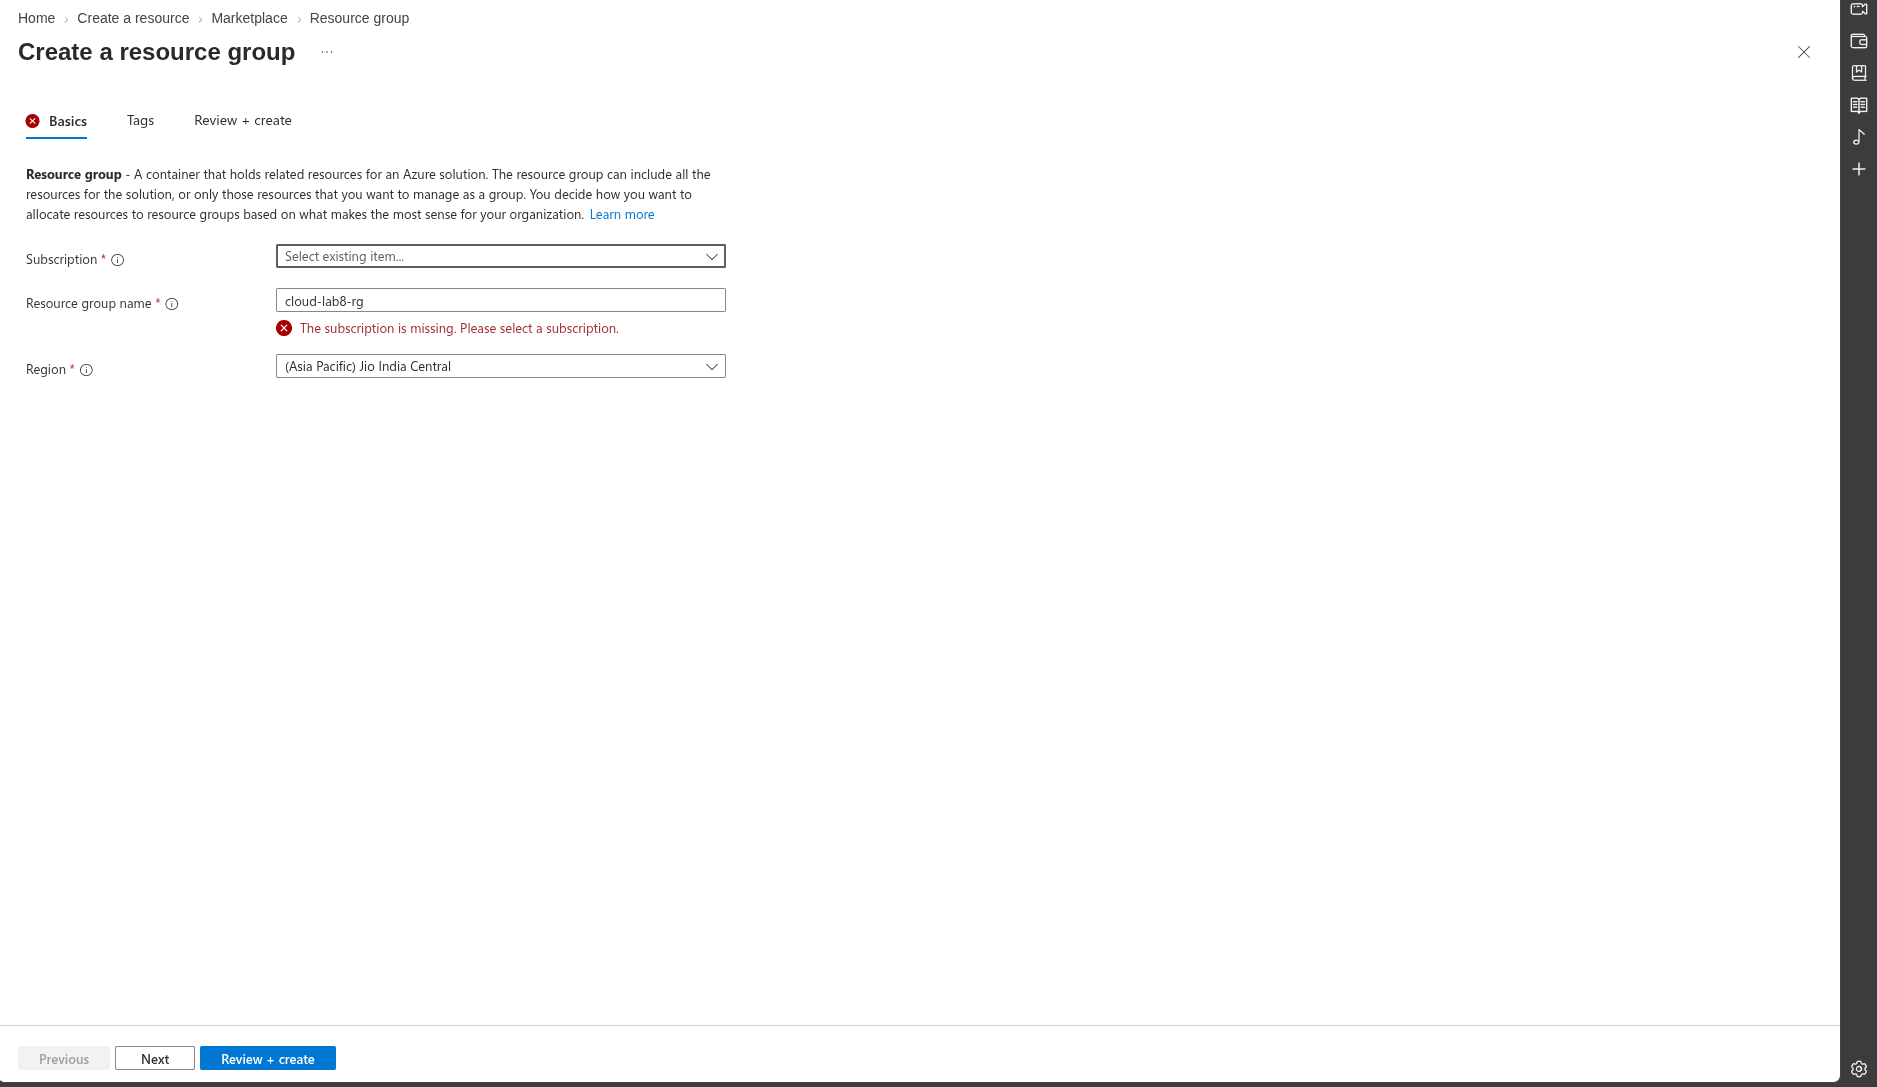 Home › Create a resource › Marketplace › Resource group
Create a resource group ...
Basics Tags Review + create
Resource group - A container that holds related resources for an Azure solution. The resource group can include all the
resources for the solution, or only those resources that you want to manage as a group. You decide how you want to
allocate resources to resource groups based on what makes the most sense for your organization. Learn more
Subscription * Select existing item...
Resource group name * cloud-lab8-rg
The subscription is missing. Please select a subscription.
Region * (Asia Pacific) Jio India Central
Previous Next Review + create